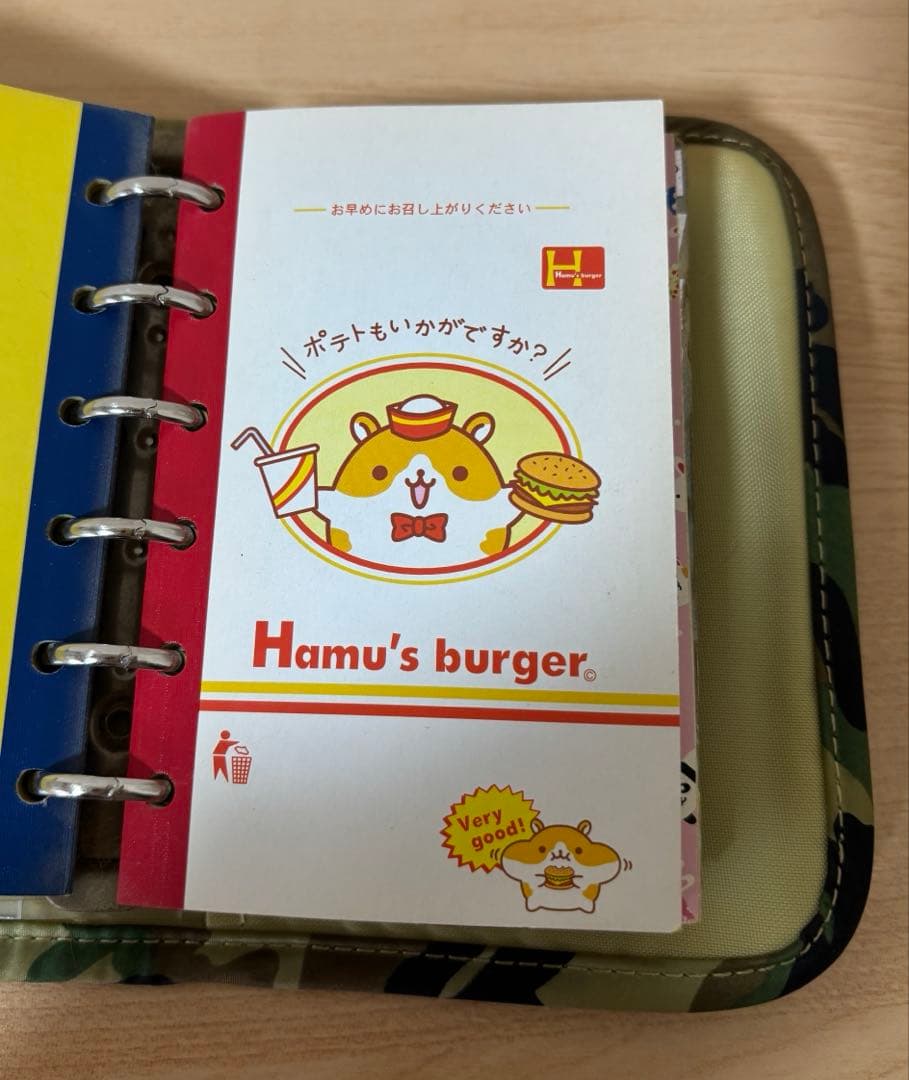 お早めにお召し上がりください
H
Hamu's burger
ポテトもいかがですか?
Hamu's burger©
Very
good!